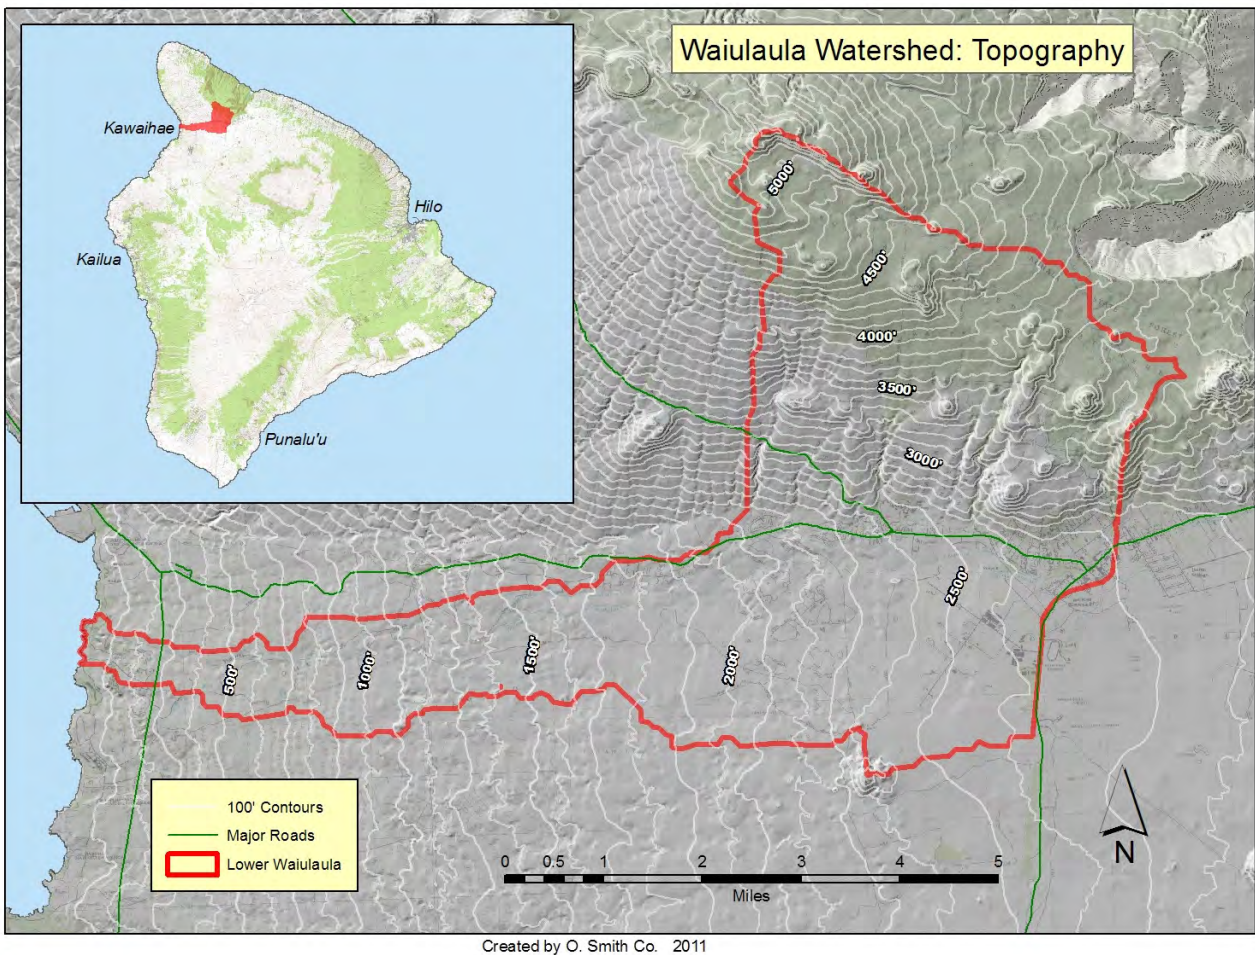 Waiulaula Watershed: Topography
Kawaihae
Hilo
Kailua
Punalu'u
5000'
4500'
4000'
3500'
3000'
2500'
2000'
1500'
1000'
500'
100' Contours
Major Roads
Lower Waiulaula
0 0.5 1 2 3 4 5
Miles
N
Created by O. Smith Co. 2011